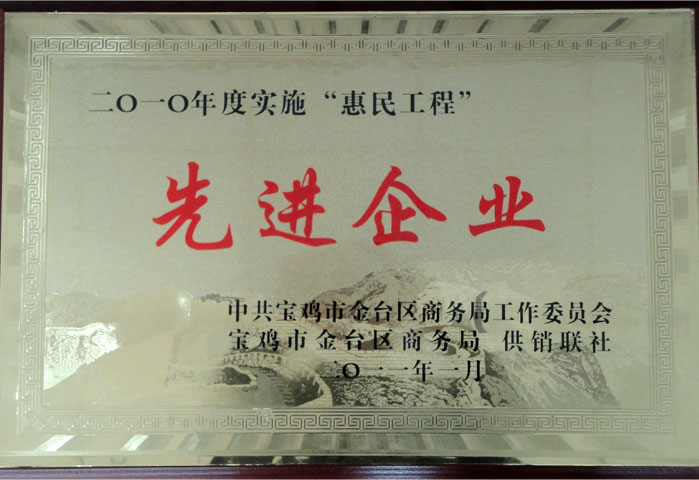 二〇一〇年度实施“惠民工程”
先进企业
中共宝鸡市金台区商务局工作委员会
宝鸡市金台区商务局 供销联社
二〇一一年一月